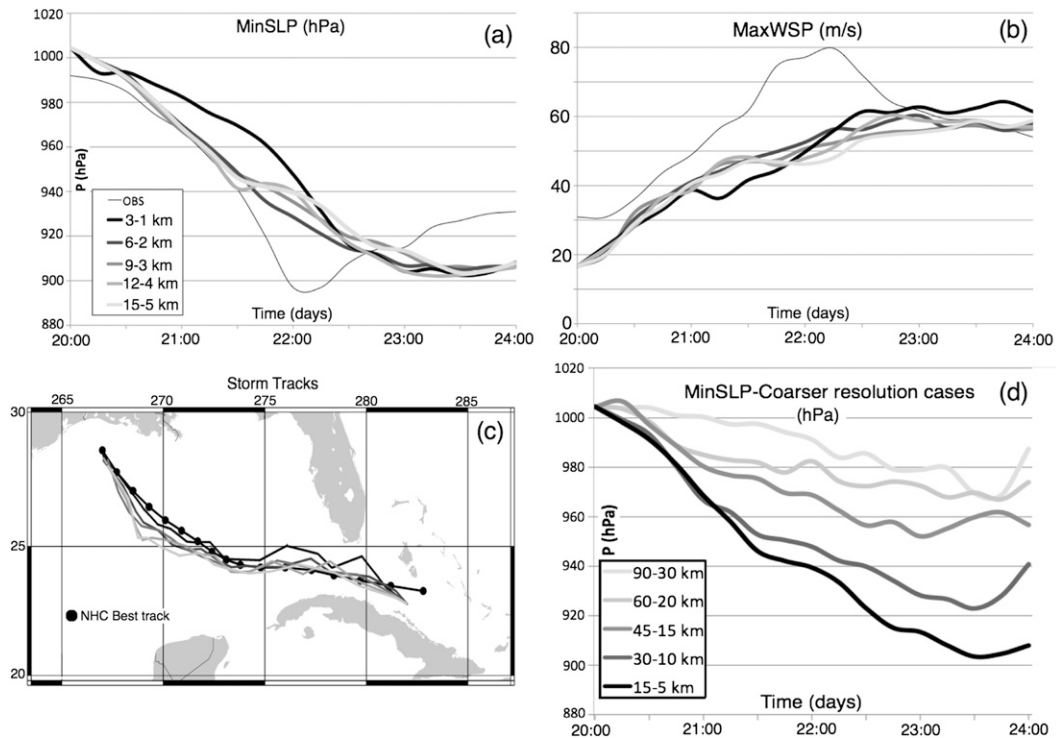 MinSLP (hPa)
(a)
1020
1000
980
960
940
920
900
880
P (hPa)
OBS
3-1 km
6-2 km
9-3 km
12-4 km
15-5 km
Time (days)
20:00
21:00
22:00
23:00
24:00
MaxWSP (m/s)
(b)
80
60
40
20
0
Time (days)
20:00
21:00
22:00
23:00
24:00
Storm Tracks
265
270
275
280
285
(c)
30
25
20
NHC Best track
MinSLP-Coarser resolution cases
(hPa)
(d)
1020
1000
980
960
940
920
900
880
P (hPa)
90-30 km
60-20 km
45-15 km
30-10 km
15-5 km
Time (days)
20:00
21:00
22:00
23:00
24:00